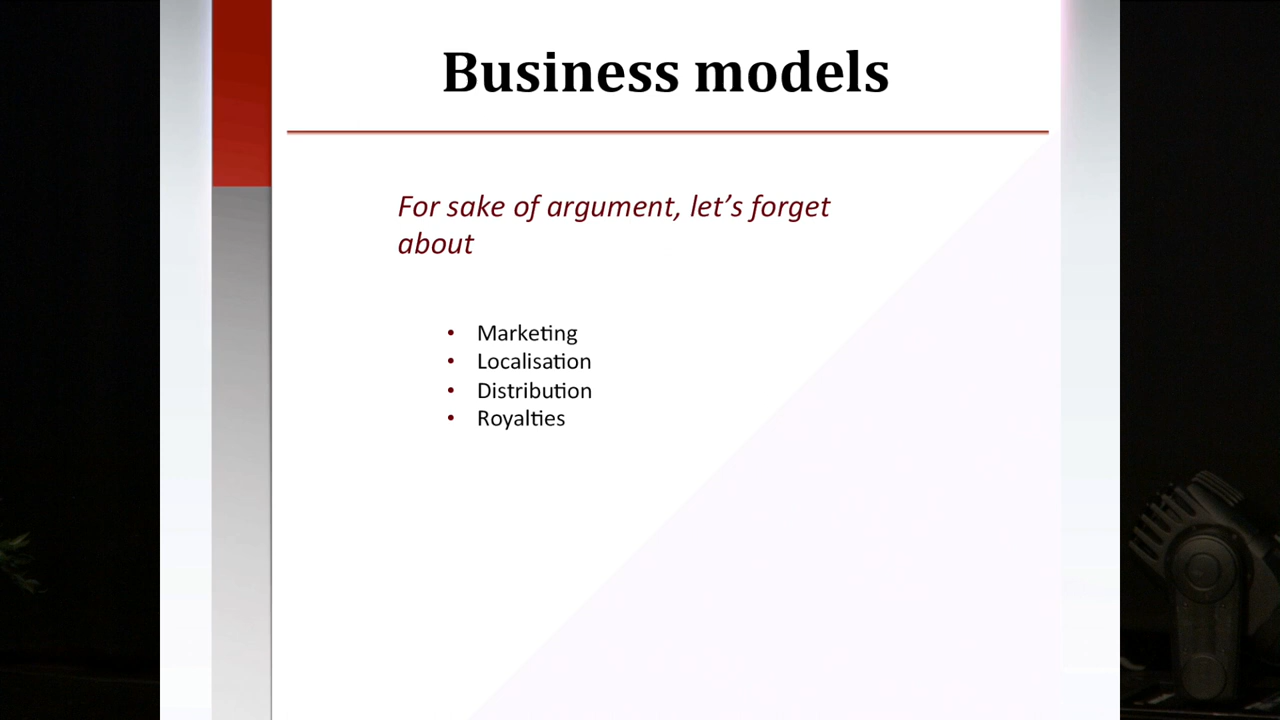 Business models
For sake of argument, let’s forget
about
• Marketing
• Localisation
• Distribution
• Royalties